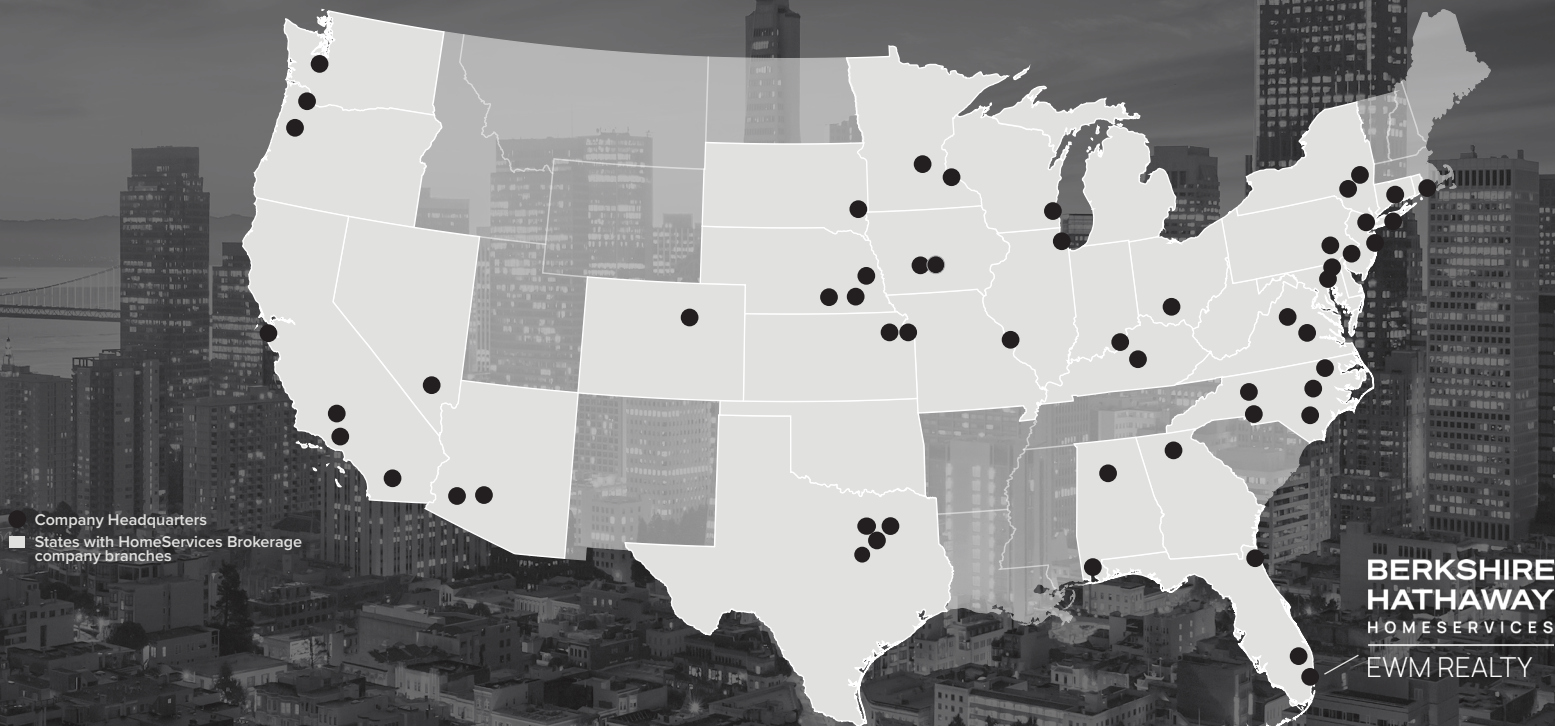 Company Headquarters
States with HomeServices Brokerage
company branches
BERKSHIRE
HATHAWAY
HOMESERVICES
EWM REALTY